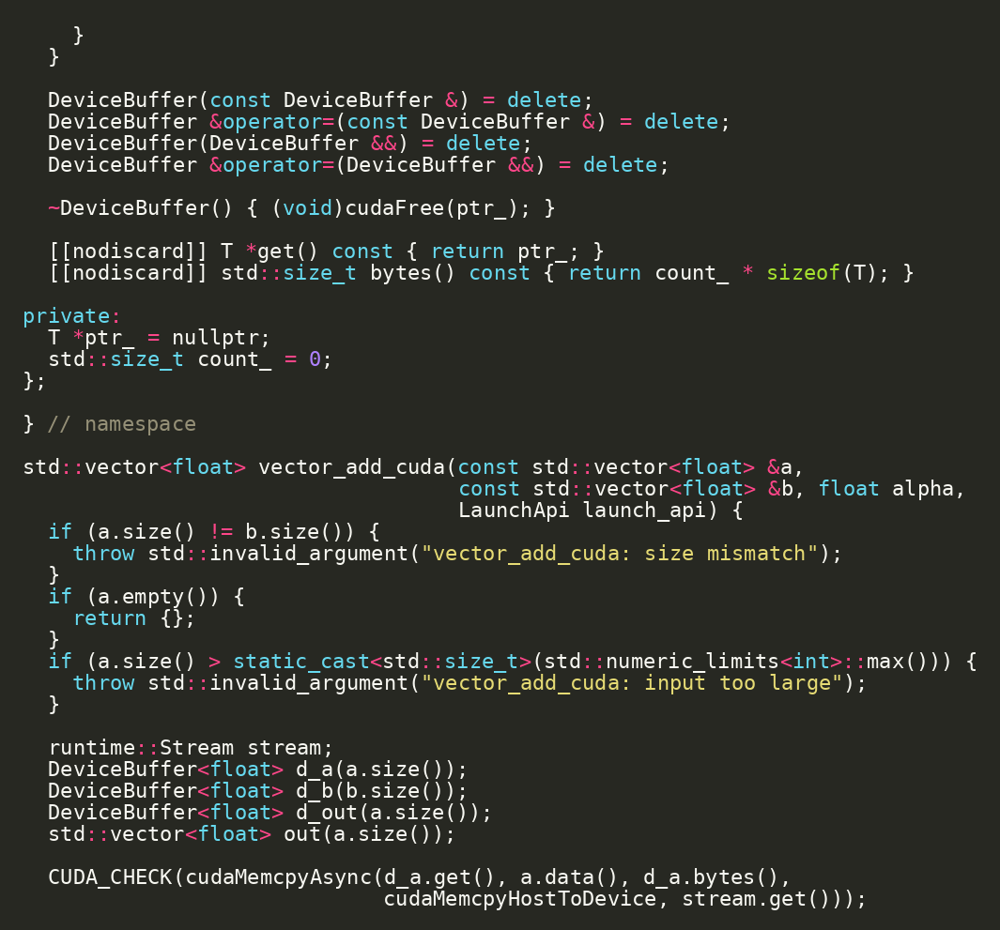 }
  }

  DeviceBuffer(const DeviceBuffer &) = delete;
  DeviceBuffer &operator=(const DeviceBuffer &) = delete;
  DeviceBuffer(DeviceBuffer &&) = delete;
  DeviceBuffer &operator=(DeviceBuffer &&) = delete;

  ~DeviceBuffer() { (void)cudaFree(ptr_); }

  [[nodiscard]] T *get() const { return ptr_; }
  [[nodiscard]] std::size_t bytes() const { return count_ * sizeof(T); }

private:
  T *ptr_ = nullptr;
  std::size_t count_ = 0;
};

} // namespace

std::vector<float> vector_add_cuda(const std::vector<float> &a,
                                   const std::vector<float> &b, float alpha,
                                   LaunchApi launch_api) {
  if (a.size() != b.size()) {
    throw std::invalid_argument("vector_add_cuda: size mismatch");
  }
  if (a.empty()) {
    return {};
  }
  if (a.size() > static_cast<std::size_t>(std::numeric_limits<int>::max())) {
    throw std::invalid_argument("vector_add_cuda: input too large");
  }

  runtime::Stream stream;
  DeviceBuffer<float> d_a(a.size());
  DeviceBuffer<float> d_b(b.size());
  DeviceBuffer<float> d_out(a.size());
  std::vector<float> out(a.size());

  CUDA_CHECK(cudaMemcpyAsync(d_a.get(), a.data(), d_a.bytes(),
                             cudaMemcpyHostToDevice, stream.get()));